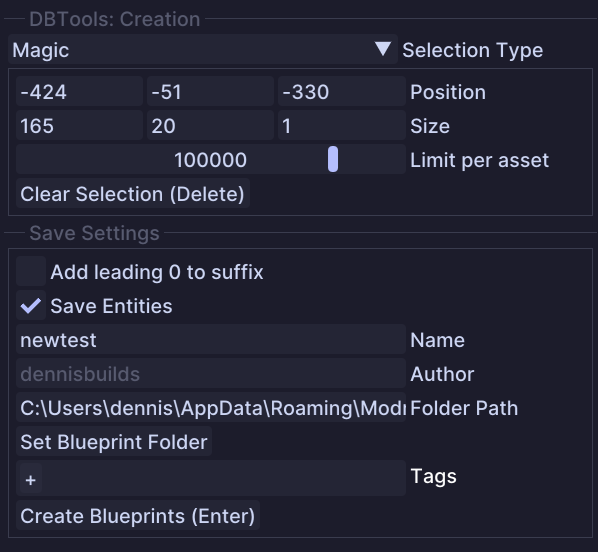 DBTools: Creation
Magic Selection Type
-424 -51 -330 Position
165 20 1 Size
100000 Limit per asset
Clear Selection (Delete)
Save Settings
Add leading 0 to suffix
Save Entities
newtest Name
dennisbuilds Author
C:\Users\dennis\AppData\Roaming\Modr Folder Path
Set Blueprint Folder
+ Tags
Create Blueprints (Enter)